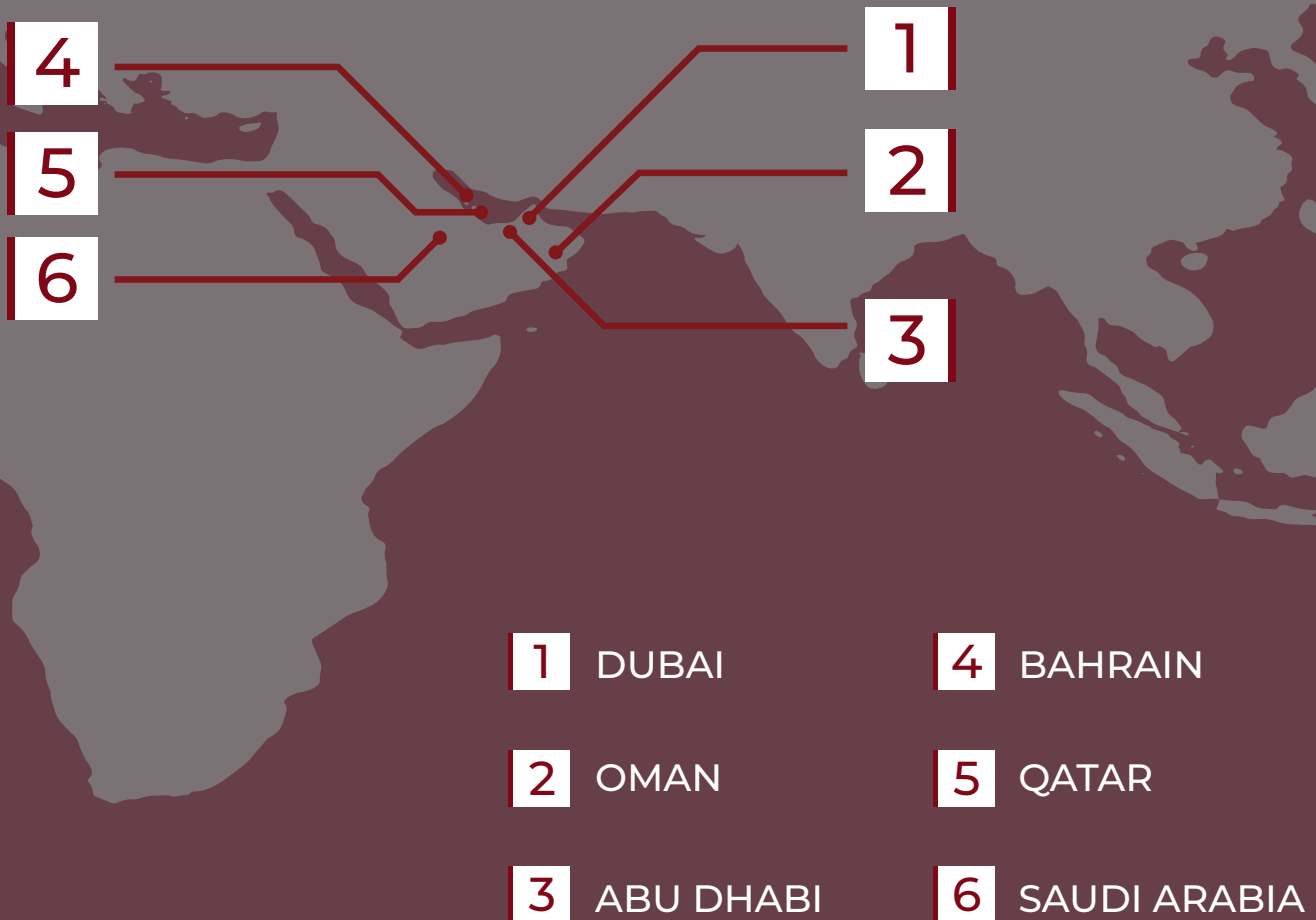 4
1
5
2
6
3
1 DUBAI
4 BAHRAIN
2 OMAN
5 QATAR
3 ABU DHABI
6 SAUDI ARABIA